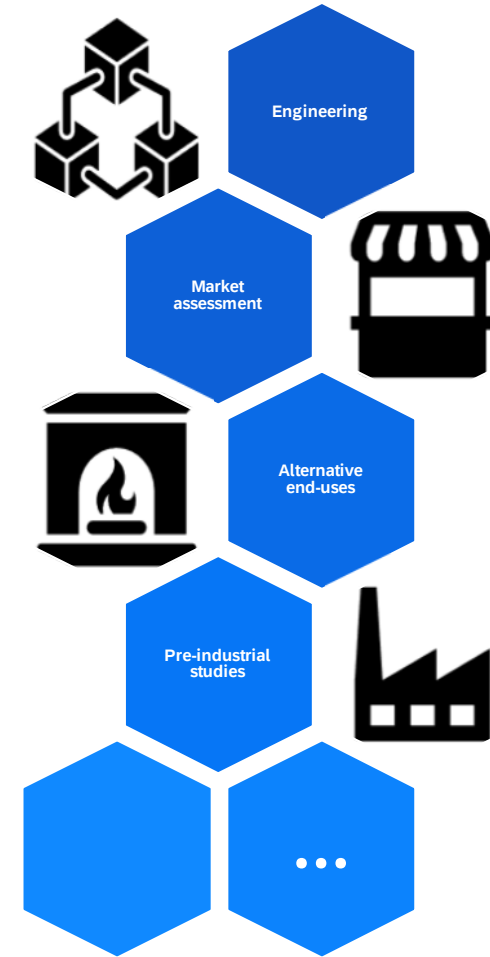 Engineering
Market
assessment
Alternative
end-uses
Pre-industrial
studies
...